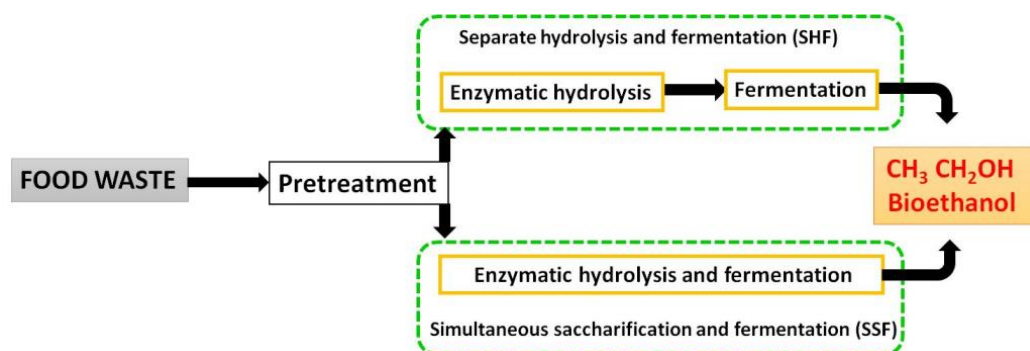 Separate hydrolysis and fermentation (SHF)
Enzymatic hydrolysis
Fermentation
FOOD WASTE
Pretreatment
CH₃ CH₂OH
Bioethanol
Enzymatic hydrolysis and fermentation
Simultaneous saccharification and fermentation (SSF)